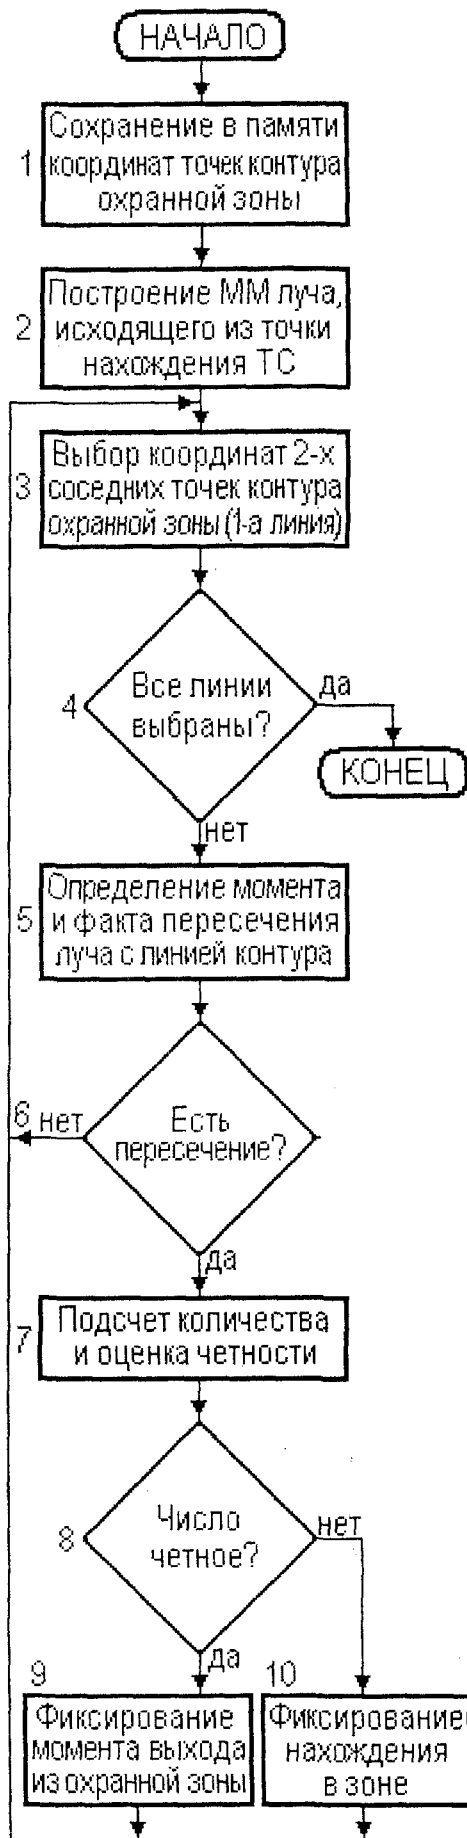 НАЧАЛО
Сохранение в памяти
1 координат точек контура
охранной зоны
Построение ММ луча,
2 исходящего из точки
нахождения ТС
Выбор координат 2-х
3 соседних точек контура
охранной зоны (1-а линия)
Все линии
4 выбраны?
да
КОНЕЦ
нет
Определение момента
5 и факта пересечения
луча с линией контура
6 нет
Есть
пересечение?
да
7 Подсчет количества
и оценка четности
Число
8 четное?
нет
да
9
Фиксирование
момента выхода
из охранной зоны
10
Фиксирование
нахождения
в зоне